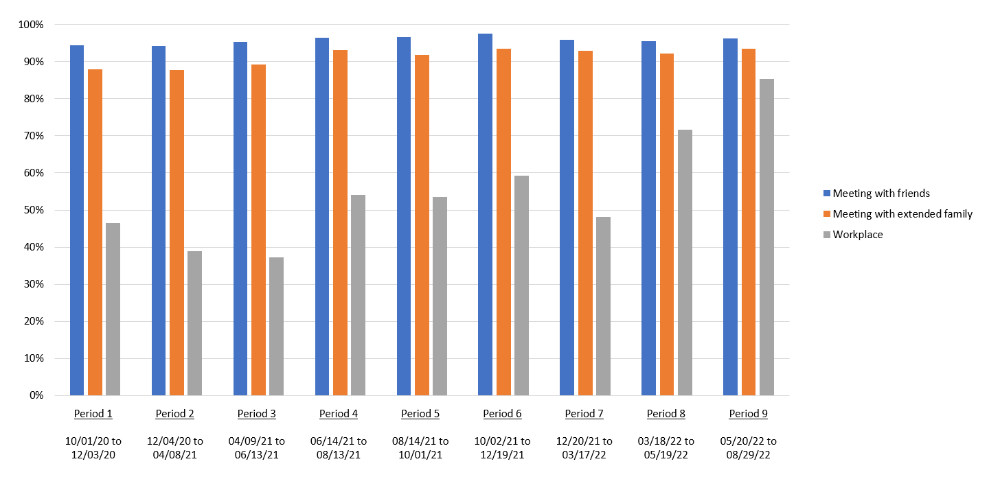 100%
90%
80%
70%
60%
50%
40%
30%
20%
10%
0%
Meeting with friends
Meeting with extended family
Workplace
Period 1
10/01/20 to
12/03/20
Period 2
12/04/20 to
04/08/21
Period 3
04/09/21 to
06/13/21
Period 4
06/14/21 to
08/13/21
Period 5
08/14/21 to
10/01/21
Period 6
10/02/21 to
12/19/21
Period 7
12/20/21 to
03/17/22
Period 8
03/18/22 to
05/19/22
Period 9
05/20/22 to
08/29/22